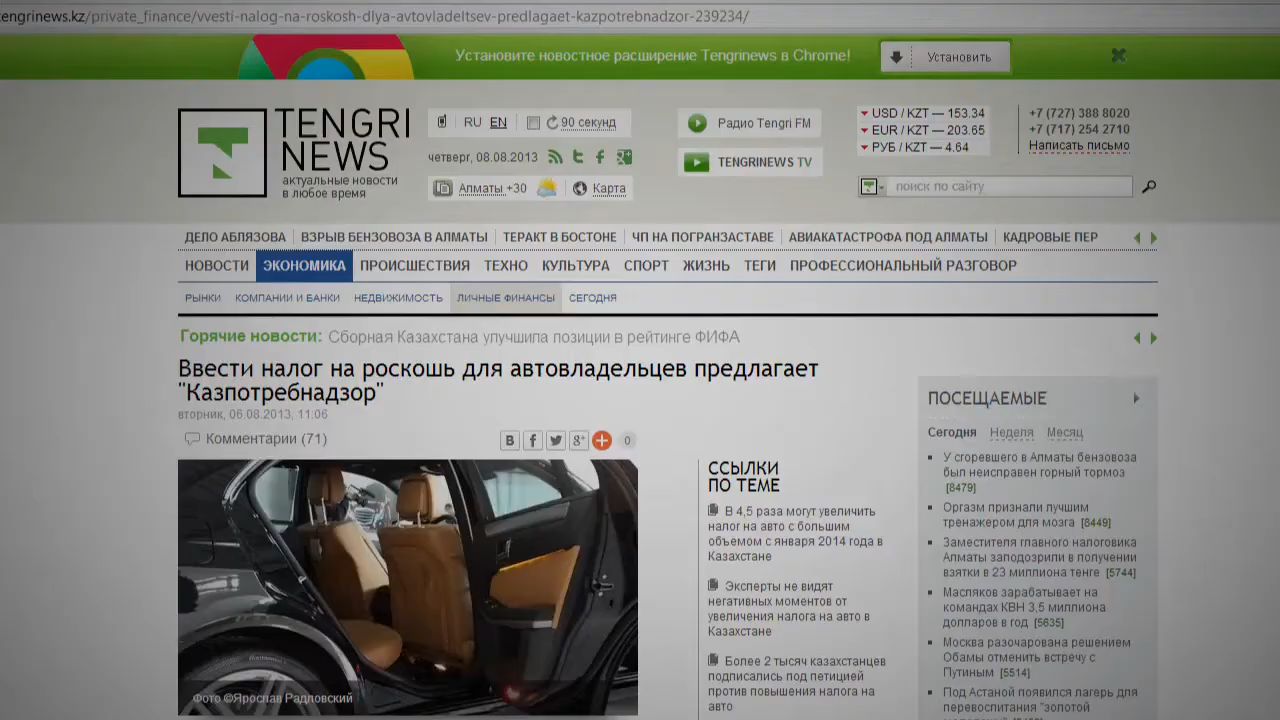 tengrinews.kz/private_finance/vvesti-nalog-na-roskosh-dlya-avtovladeltsev-predlagaet-kazpotrebnadzor-239234/
Установите новостное расширение Tengrinews в Chrome!
Установить
TENGRI
NEWS
актуальные новости
в любое время
RU EN 90 секунд
четверг, 08.08.2013
Алматы +30 Карта
Радио Tengri FM
TENGRINEWS TV
USD / KZT — 153.34
EUR / KZT — 203.65
РУБ / KZT — 4.64
+7 (727) 388 8020
+7 (717) 254 2710
Написать письмо
поиск по сайту
ДЕЛО АБЛЯЗОВА ВЗРЫВ БЕНЗОВОЗА В АЛМАТЫ ТЕРАКТ В БОСТОНЕ ЧП НА ПОГРАНЗАСТАВЕ АВИАКАТАСТРОФА ПОД АЛМАТЫ КАДРОВЫЕ ПЕР
НОВОСТИ ЭКОНОМИКА ПРОИСШЕСТВИЯ ТЕХНО КУЛЬТУРА СПОРТ ЖИЗНЬ ТЕГИ ПРОФЕССИОНАЛЬНЫЙ РАЗГОВОР
РЫНКИ КОМПАНИИ И БАНКИ НЕДВИЖИМОСТЬ ЛИЧНЫЕ ФИНАНСЫ СЕГОДНЯ
Горячие новости: Сборная Казахстана улучшила позиции в рейтинге ФИФА
Ввести налог на роскошь для автовладельцев предлагает
"Казпотребнадзор"
вторник, 06.08.2013, 11:06
Комментарии (71)
В f g+ + 0
Фото ©Ярослав Радловский
ССЫЛКИ
ПО ТЕМЕ
В 4,5 раза могут увеличить
налог на авто с большим
объемом с января 2014 года в
Казахстане
Эксперты не видят
негативных моментов от
увеличения налога на авто в
Казахстане
Более 2 тысяч казахстанцев
подписались под петицией
против повышения налога на
авто
ПОСЕЩАЕМЫЕ
Сегодня Неделя Месяц
У сгоревшего в Алматы бензовоза
был неисправен горный тормоз
[8479]
Оргазм признали лучшим
тренажером для мозга [8449]
Заместителя главного налоговика
Алматы заподозрили в получении
взятки в 23 миллиона тенге [5744]
Масляков зарабатывает на
командах КВН 3,5 миллиона
долларов в год [5635]
Москва разочарована решением
Обамы отменить встречу с
Путиным [5514]
Под Астаной появился лагерь для
перевоспитания "золотой